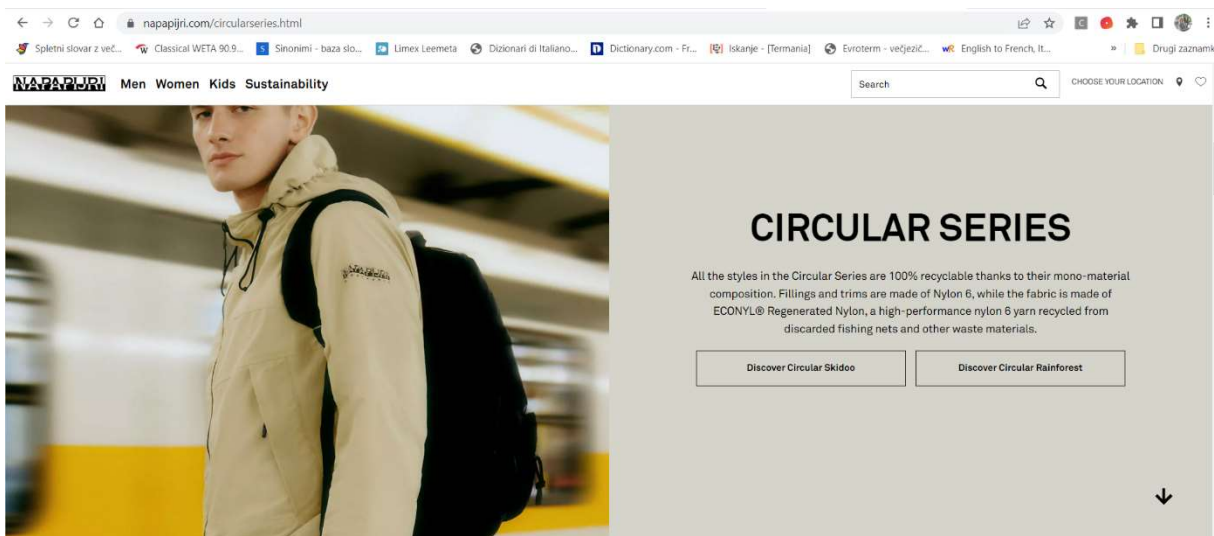 napapijri.com/circularseries.html
Spletni slovar z več... Classical WETA 90.9... Sinonimi - baza slo... Limex Leemeta Dizionari di Italiano... Dictionary.com - Fr... Iskanje - [Termania] Evroterm - večjezič... English to French, It... » Drugi zaznamk
NAPAPIJRI Men Women Kids Sustainability Search CHOOSE YOUR LOCATION
NAPAPIJRI
CIRCULAR SERIES
All the styles in the Circular Series are 100% recyclable thanks to their mono-material
composition. Fillings and trims are made of Nylon 6, while the fabric is made of
ECONYL® Regenerated Nylon, a high-performance nylon 6 yarn recycled from
discarded fishing nets and other waste materials.
Discover Circular Skidoo Discover Circular Rainforest